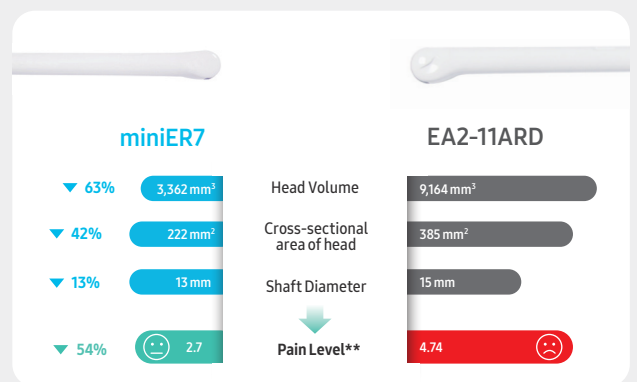 miniER7
EA2-11ARD
▼ 63%
3,362 mm³
Head Volume
9,164 mm³
▼ 42%
222 mm²
Cross-sectional
area of head
385 mm²
▼ 13%
13 mm
Shaft Diameter
15 mm
▼ 54%
2.7
Pain Level**
4.74